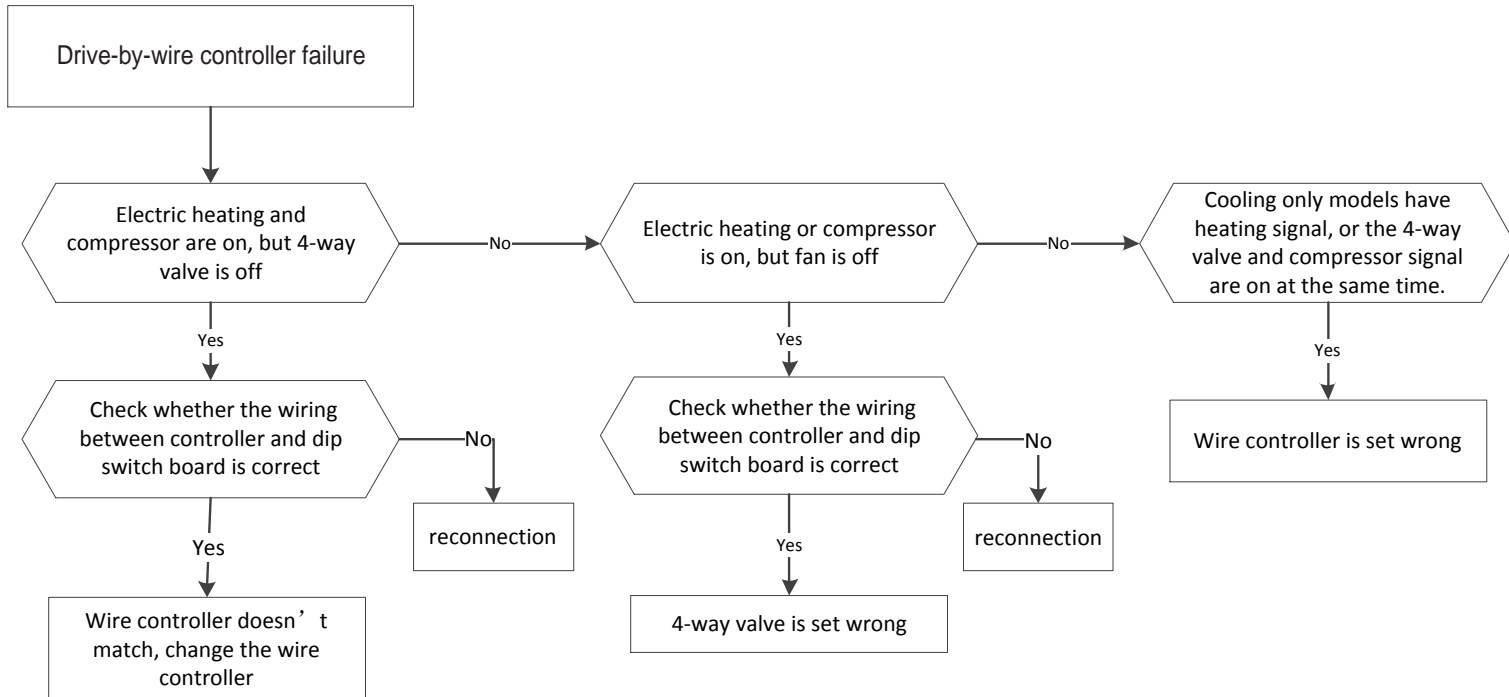 Drive-by-wire controller failure
Electric heating and
compressor are on, but 4-way
valve is off
No
Electric heating or compressor
is on, but fan is off
No
Cooling only models have
heating signal, or the 4-way
valve and compressor signal
are on at the same time.
Yes
Yes
Yes
Check whether the wiring
between controller and dip
switch board is correct
No
Check whether the wiring
between controller and dip
switch board is correct
No
Wire controller is set wrong
reconnection
reconnection
Yes
Yes
Wire controller doesn’t
match, change the wire
controller
4-way valve is set wrong